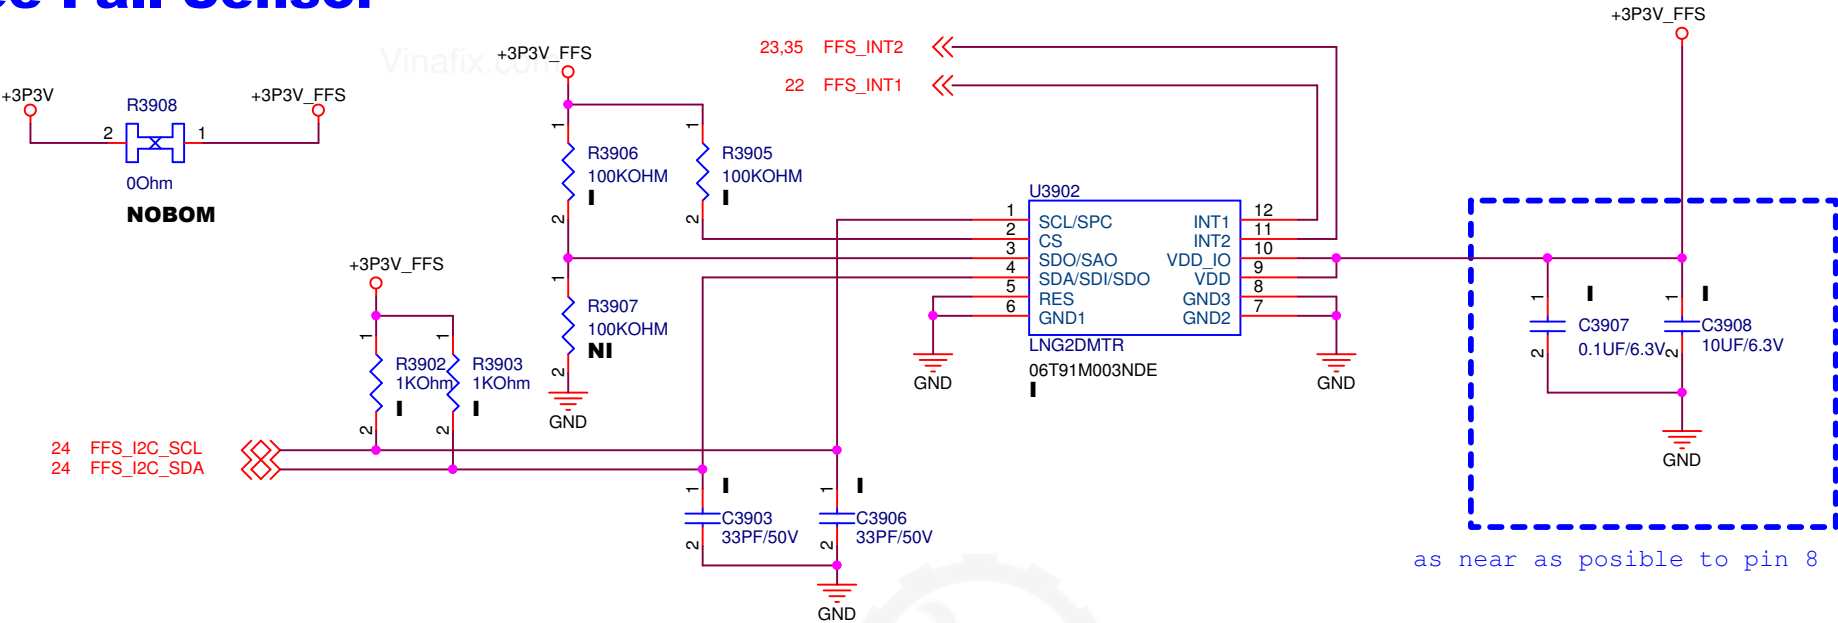 Vinafix.com
+3P3V
R3908
+3P3V_FFS
2
1
0Ohm
NOBOM
+3P3V_FFS
1
1
R3906
100KOHM
I
R3905
100KOHM
I
2
2
1
R3907
100KOHM
NI
2
GND
23,35 FFS_INT2
22 FFS_INT1
U3902
1 SCL/SPC
2 CS
3 SDO/SAO
4 SDA/SDI/SDO
5 RES
6 GND1
INT1 12
INT2 11
VDD_IO 10
VDD 9
GND3 8
GND2 7
LNG2DMTR
06T91M003NDE
I
GND
GND
+3P3V_FFS
1
1
R3902
1KOhm
I
R3903
1KOhm
I
2
2
24 FFS_I2C_SCL
24 FFS_I2C_SDA
1
I
C3903
33PF/50V
2
1
I
C3906
33PF/50V
2
GND
+3P3V_FFS
1
I
C3907
0.1UF/6.3V
2
1
I
C3908
10UF/6.3V
2
GND
as near as posible to pin 8